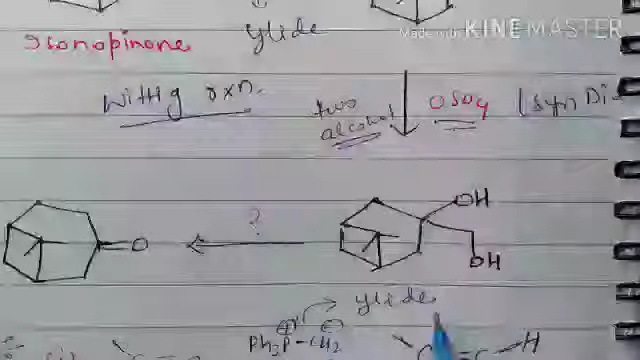 Isonopinone
ylide
Made with KINEMASTER
Wittig rxn.
two
alcohol
OsO4
(syn Di
OH
?
O
OH
ylide
⊕ ⊖
Ph3P-CH2
H
C=C